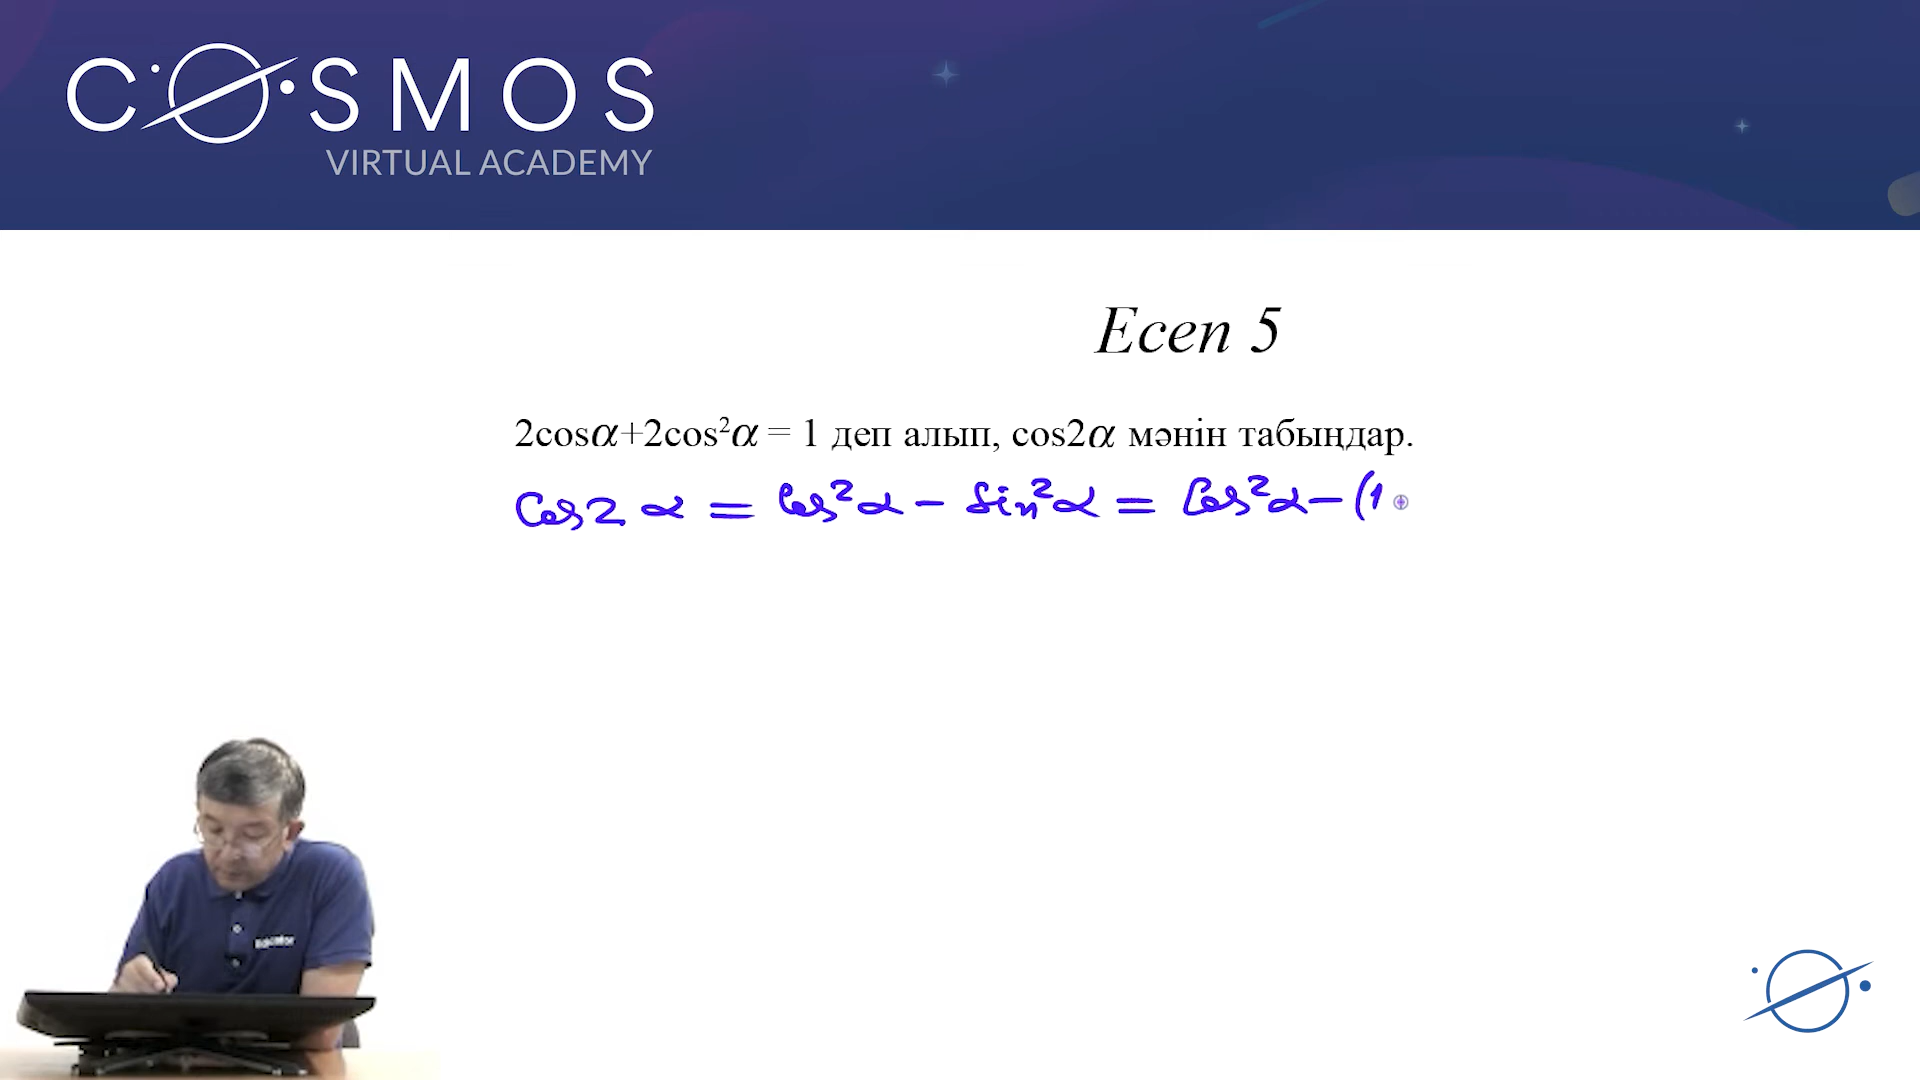 COSMOS
VIRTUAL ACADEMY
Есеп 5
2cosα+2cos²α = 1 деп алып, cos2α мәнін табыңдар.
Cos2α = Cos²α - Sin²α = Cos²α - (1